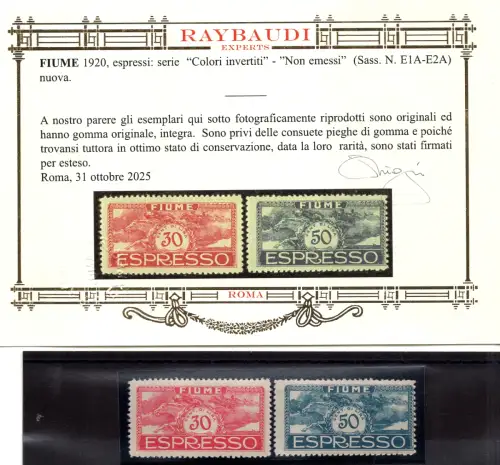 RAYBAUDI
EXPERTS
FIUME 1920, espressi: serie "Colori invertiti" - "Non emessi" (Sass. N. E1A-E2A)
nuova.
A nostro parere gli esemplari qui sotto fotograficamente riprodotti sono originali ed
hanno gomma originale, integra. Sono privi delle consuete pieghe di gomma e poiché
trovansi tuttora in ottimo stato di conservazione, data la loro rarità, sono stati firmati
per esteso.
Roma, 31 ottobre 2025
FIUME
30
ESPRESSO
FIUME
50
ESPRESSO
ROMA
FIUME
30
ESPRESSO
FIUME
50
ESPRESSO